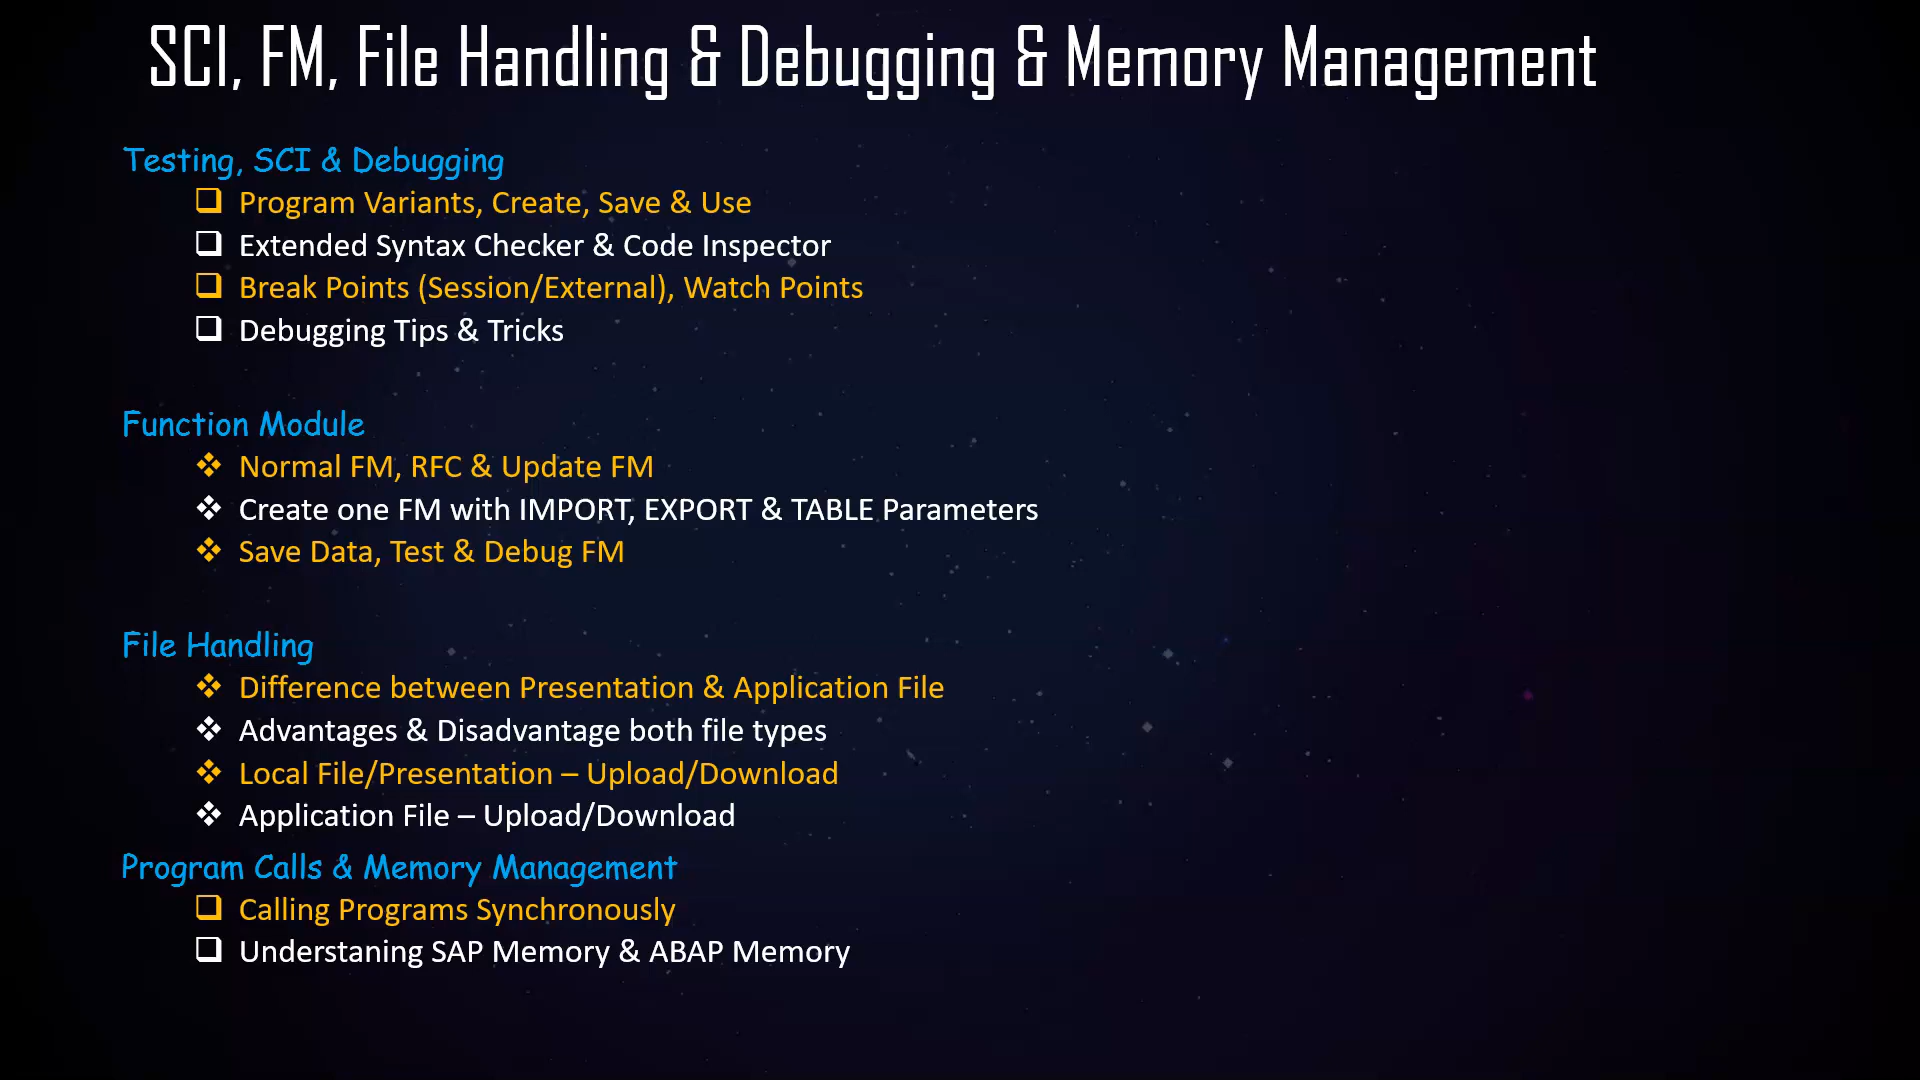 SCI, FM, File Handling & Debugging & Memory Management
Testing, SCI & Debugging
Program Variants, Create, Save & Use
Extended Syntax Checker & Code Inspector
Break Points (Session/External), Watch Points
Debugging Tips & Tricks
Function Module
Normal FM, RFC & Update FM
Create one FM with IMPORT, EXPORT & TABLE Parameters
Save Data, Test & Debug FM
File Handling
Difference between Presentation & Application File
Advantages & Disadvantage both file types
Local File/Presentation – Upload/Download
Application File – Upload/Download
Program Calls & Memory Management
Calling Programs Synchronously
Understaning SAP Memory & ABAP Memory